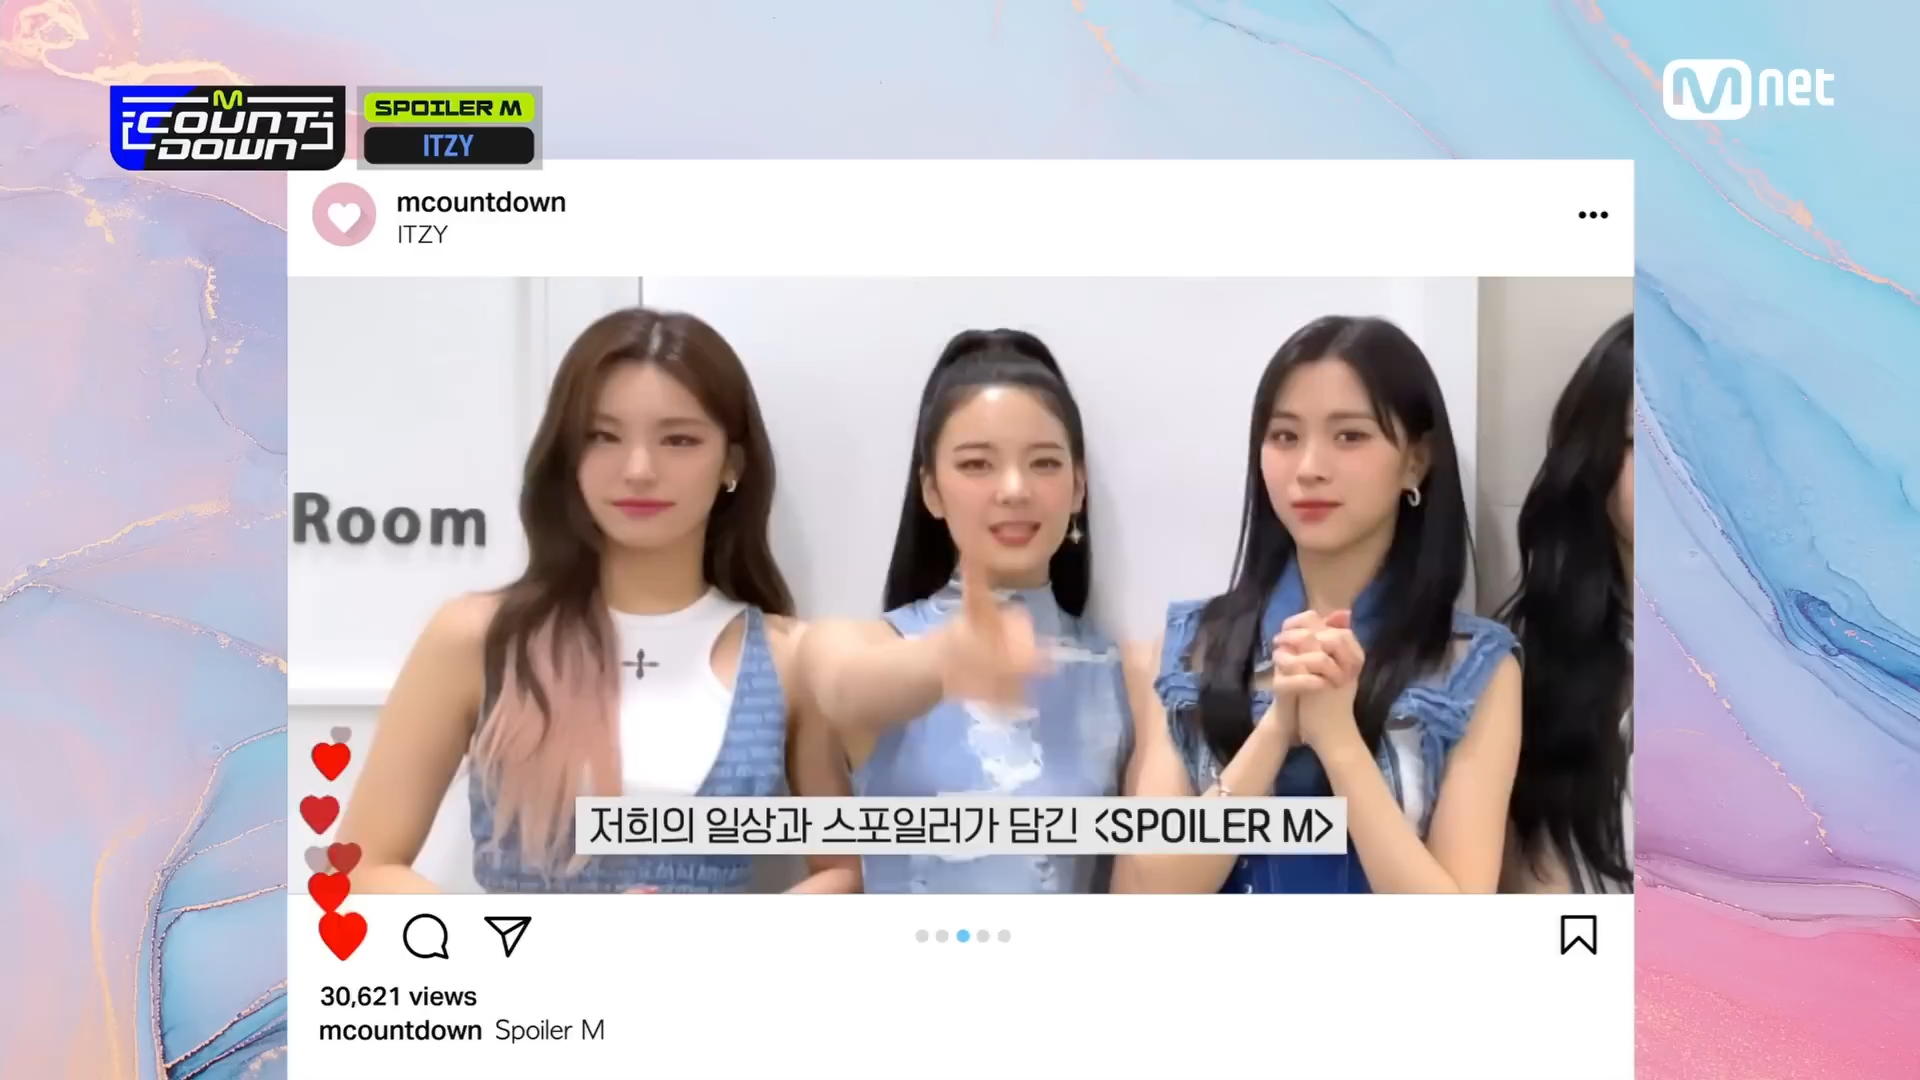 M
COUNT
DOWN
SPOILER M
ITZY
Mnet
mcountdown
ITZY
Room
저희의 일상과 스포일러가 담긴 <SPOILER M>
30,621 views
mcountdown Spoiler M